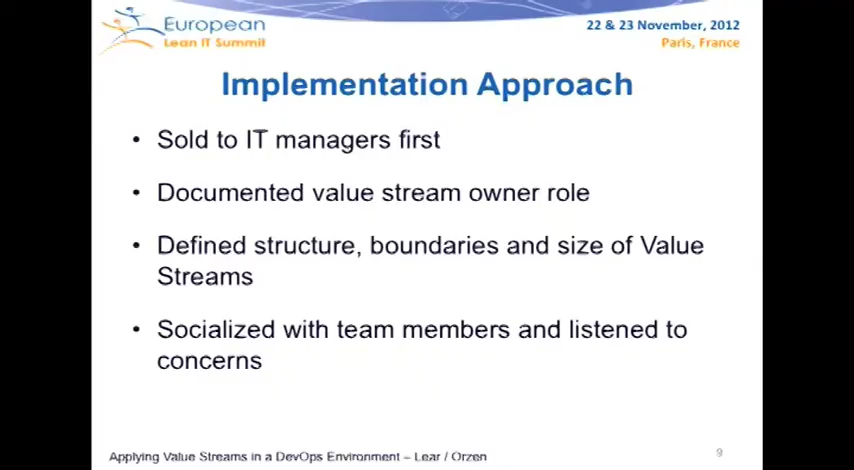 European
Lean IT Summit
22 & 23 November, 2012
Paris, France
Implementation Approach
• Sold to IT managers first
• Documented value stream owner role
• Defined structure, boundaries and size of Value
Streams
• Socialized with team members and listened to
concerns
Applying Value Streams in a DevOps Environment – Lear / Orzen
9